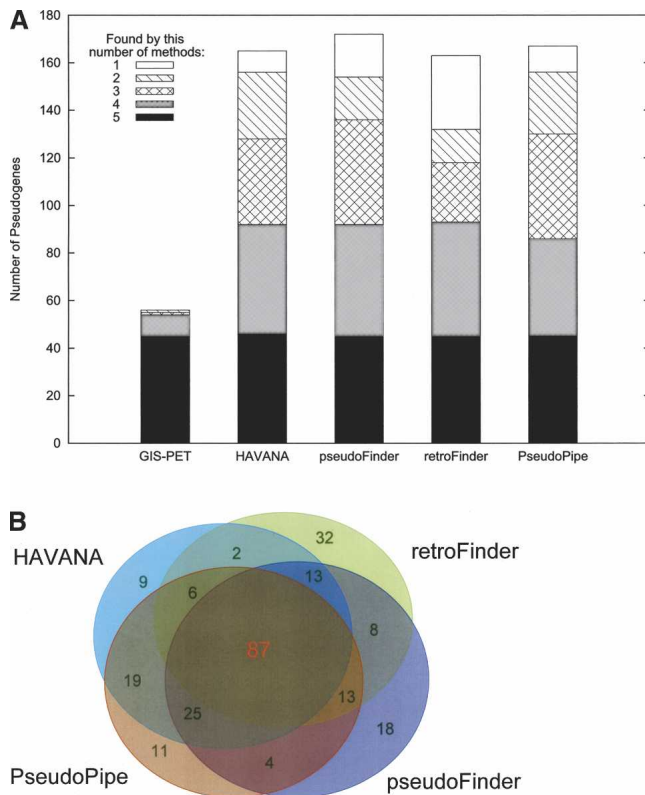 A
180
160
140
120
100
80
60
40
20
0
Number of Pseudogenes
Found by this
number of methods:
1
2
3
4
5
GIS-PET HAVANA pseudoFinder retroFinder PseudoPipe
B
HAVANA
retroFinder
32
2
9
13
6
8
87
19
13
25
18
11
4
PseudoPipe
pseudoFinder